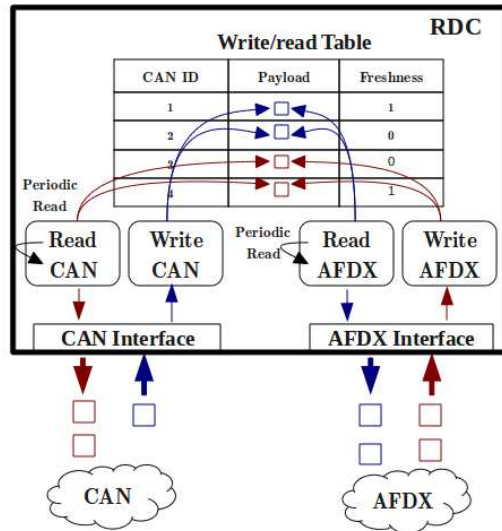 RDC
Write/read Table
CAN ID Payload Freshness
1 1
2 0
3 0
4 1
Periodic
Read
Read
CAN
Write
CAN
Periodic
Read
Read
AFDX
Write
AFDX
CAN Interface
AFDX Interface
CAN
AFDX